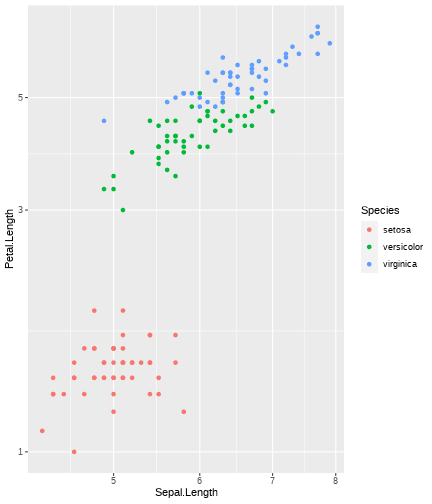 5
3
1
Petal.Length
5 6 7 8
Sepal.Length
Species
setosa
versicolor
virginica